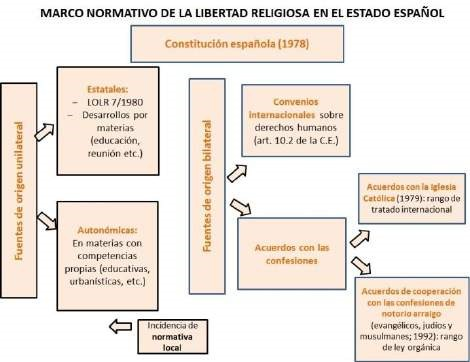 MARCO NORMATIVO DE LA LIBERTAD RELIGIOSA EN EL ESTADO ESPAÑOL
Constitución española (1978)
Fuentes de origen unilateral
Estatales:
– LOLR 7/1980
– Desarrollos por
materias
(educación,
reunión etc.)
Autonómicas:
En materias con
competencias
propias (educativas,
urbanísticas, etc.)
Incidencia de
normativa
local
Fuentes de origen bilateral
Convenios
internacionales sobre
derechos humanos
(art. 10.2 de la C.E.)
Acuerdos con las
confesiones
Acuerdos con la Iglesia
Católica (1979): rango de
tratado internacional
Acuerdos de cooperación
con las confesiones de
notorio arraigo
(evangélicos, judíos y
musulmanes; 1992): rango
de ley orgánica